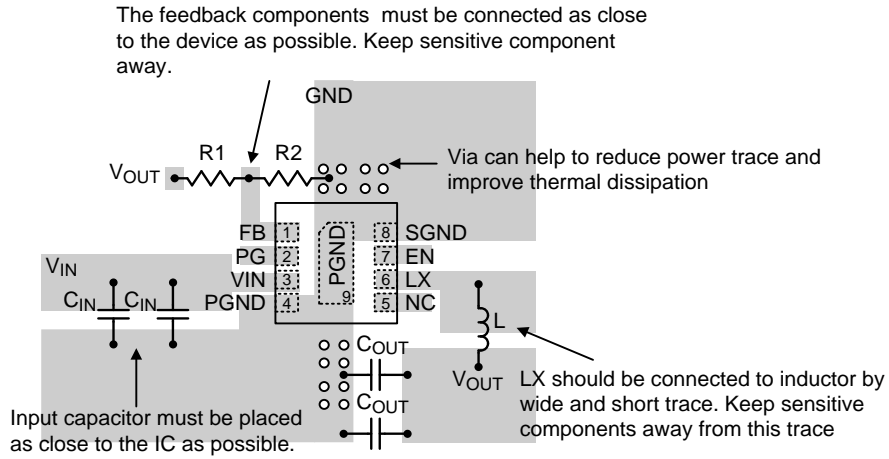 The feedback components must be connected as close
to the device as possible. Keep sensitive component
away.
GND
R1 R2
VOUT
Via can help to reduce power trace and
improve thermal dissipation
FB 1 8 SGND
PG 2 7 EN
VIN 3 6 LX
PGND 4 5 NC
PGND
9
VIN
CIN CIN
L
COUT
VOUT
COUT
LX should be connected to inductor by
wide and short trace. Keep sensitive
components away from this trace
Input capacitor must be placed
as close to the IC as possible.